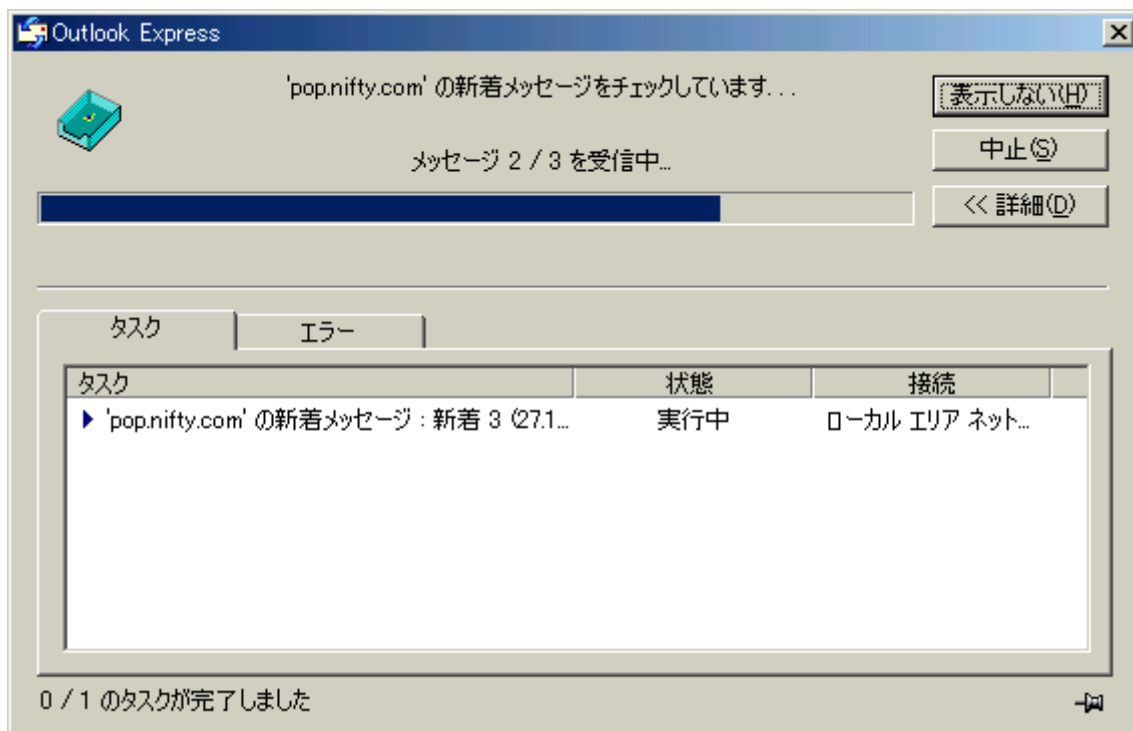 Outlook Express
'pop.nifty.com' の新着メッセージをチェックしています...
表示しない(H)
メッセージ 2 / 3 を受信中...
中止(S)
<< 詳細(D)
タスク エラー
タスク 状態 接続
'pop.nifty.com' の新着メッセージ : 新着 3 (27.1... 実行中 ローカル エリア ネット...
0 / 1 のタスクが完了しました